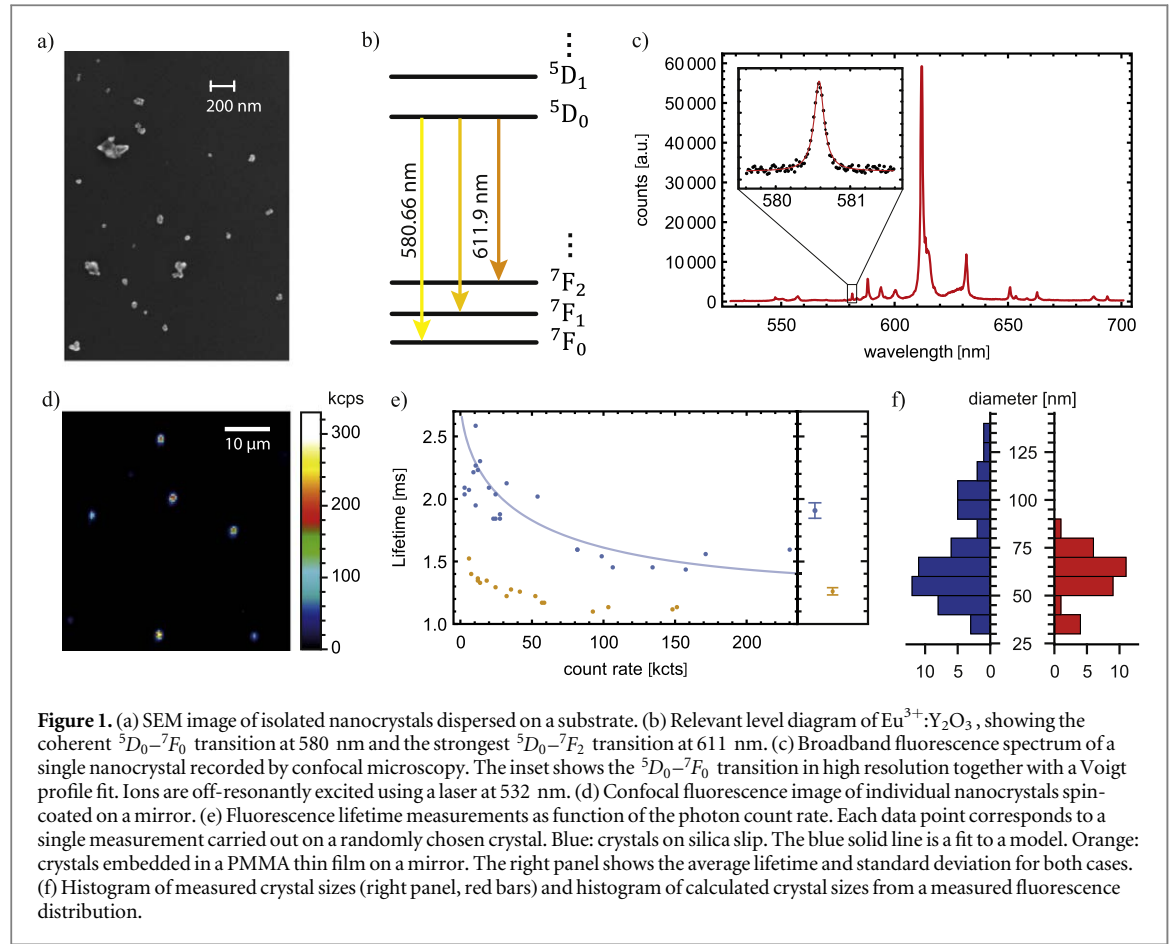 a)
200 nm
b)
⋮
⁵D₁
⁵D₀
580.66 nm
611.9 nm
⋮
⁷F₂
⁷F₁
⁷F₀
c)
60 000
50 000
40 000
30 000
20 000
10 000
0
counts [a.u.]
580 581
550 600 650 700
wavelength [nm]
d)
10 μm
kcps
300
200
100
0
e)
2.5
2.0
1.5
1.0
Lifetime [ms]
0 50 100 150 200
count rate [kcts]
f)
diameter [nm]
125
100
75
50
25
10 5 0 0 5 10
Figure 1. (a) SEM image of isolated nanocrystals dispersed on a substrate. (b) Relevant level diagram of Eu³⁺:Y₂O₃, showing the
coherent ⁵D₀–⁷F₀ transition at 580 nm and the strongest ⁵D₀–⁷F₂ transition at 611 nm. (c) Broadband fluorescence spectrum of a
single nanocrystal recorded by confocal microscopy. The inset shows the ⁵D₀–⁷F₀ transition in high resolution together with a Voigt
profile fit. Ions are off-resonantly excited using a laser at 532 nm. (d) Confocal fluorescence image of individual nanocrystals spin-
coated on a mirror. (e) Fluorescence lifetime measurements as function of the photon count rate. Each data point corresponds to a
single measurement carried out on a randomly chosen crystal. Blue: crystals on silica slip. The blue solid line is a fit to a model. Orange:
crystals embedded in a PMMA thin film on a mirror. The right panel shows the average lifetime and standard deviation for both cases.
(f) Histogram of measured crystal sizes (right panel, red bars) and histogram of calculated crystal sizes from a measured fluorescence
distribution.